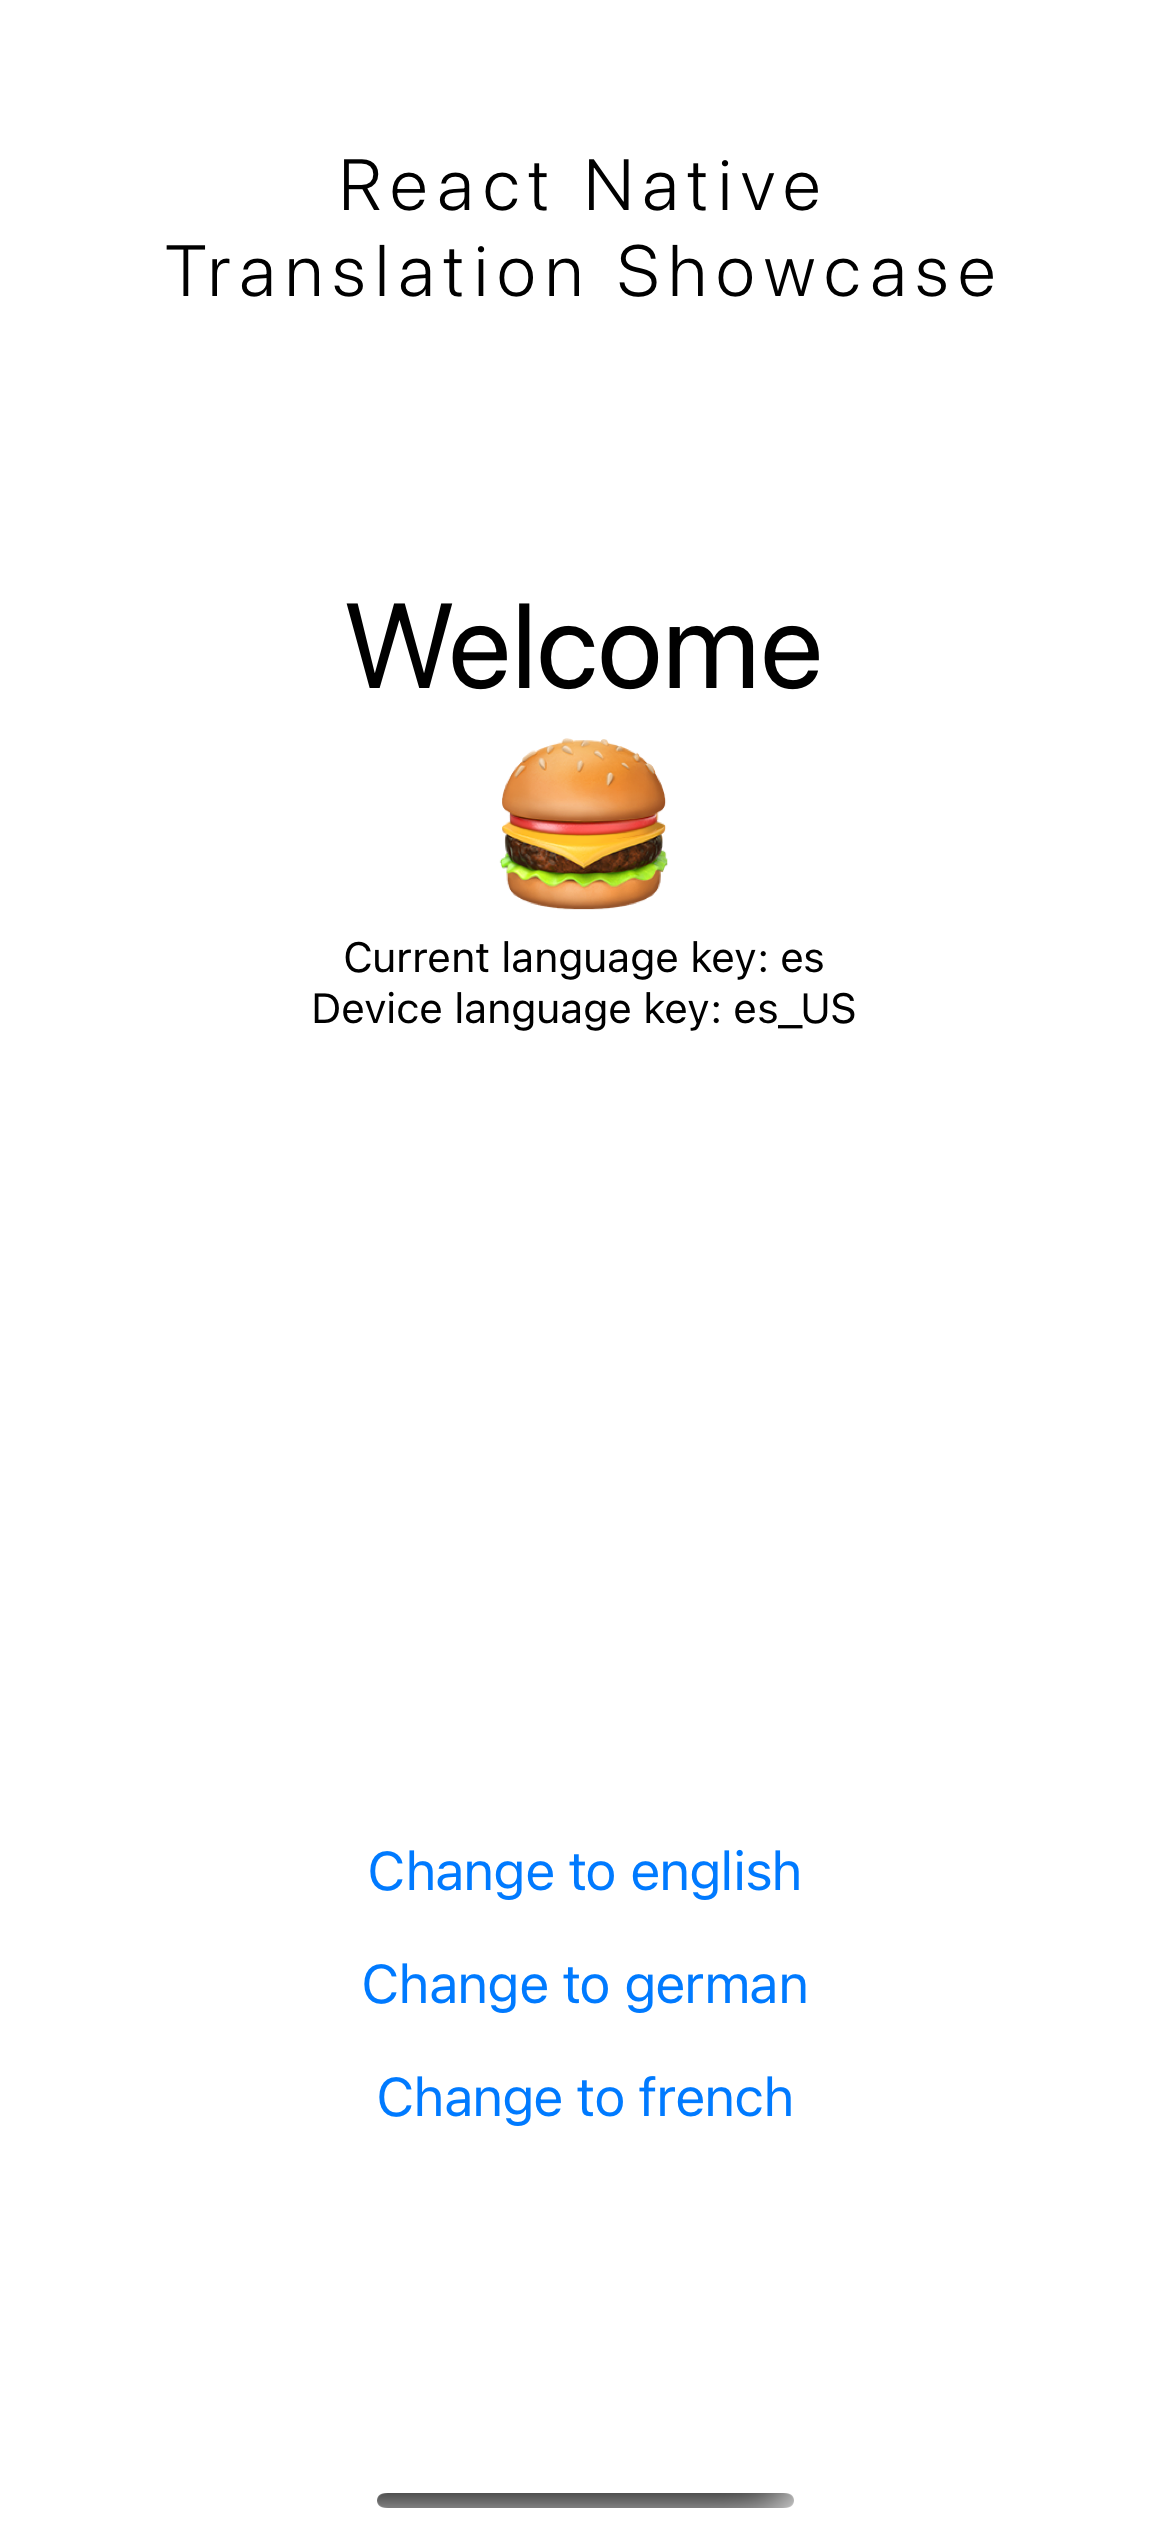 React Native
Translation Showcase
Welcome
Current language key: es
Device language key: es_US
Change to english
Change to german
Change to french